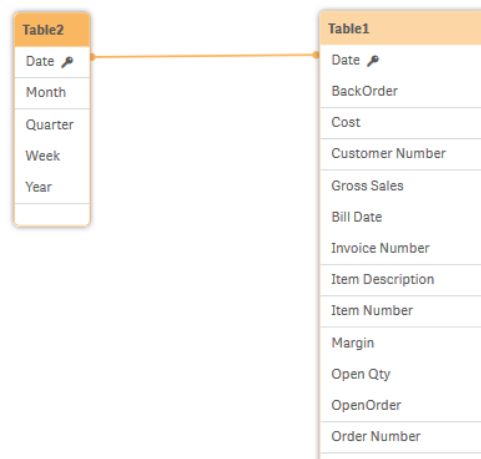 Table2
Date
Month
Quarter
Week
Year
Table1
Date
BackOrder
Cost
Customer Number
Gross Sales
Bill Date
Invoice Number
Item Description
Item Number
Margin
Open Qty
OpenOrder
Order Number